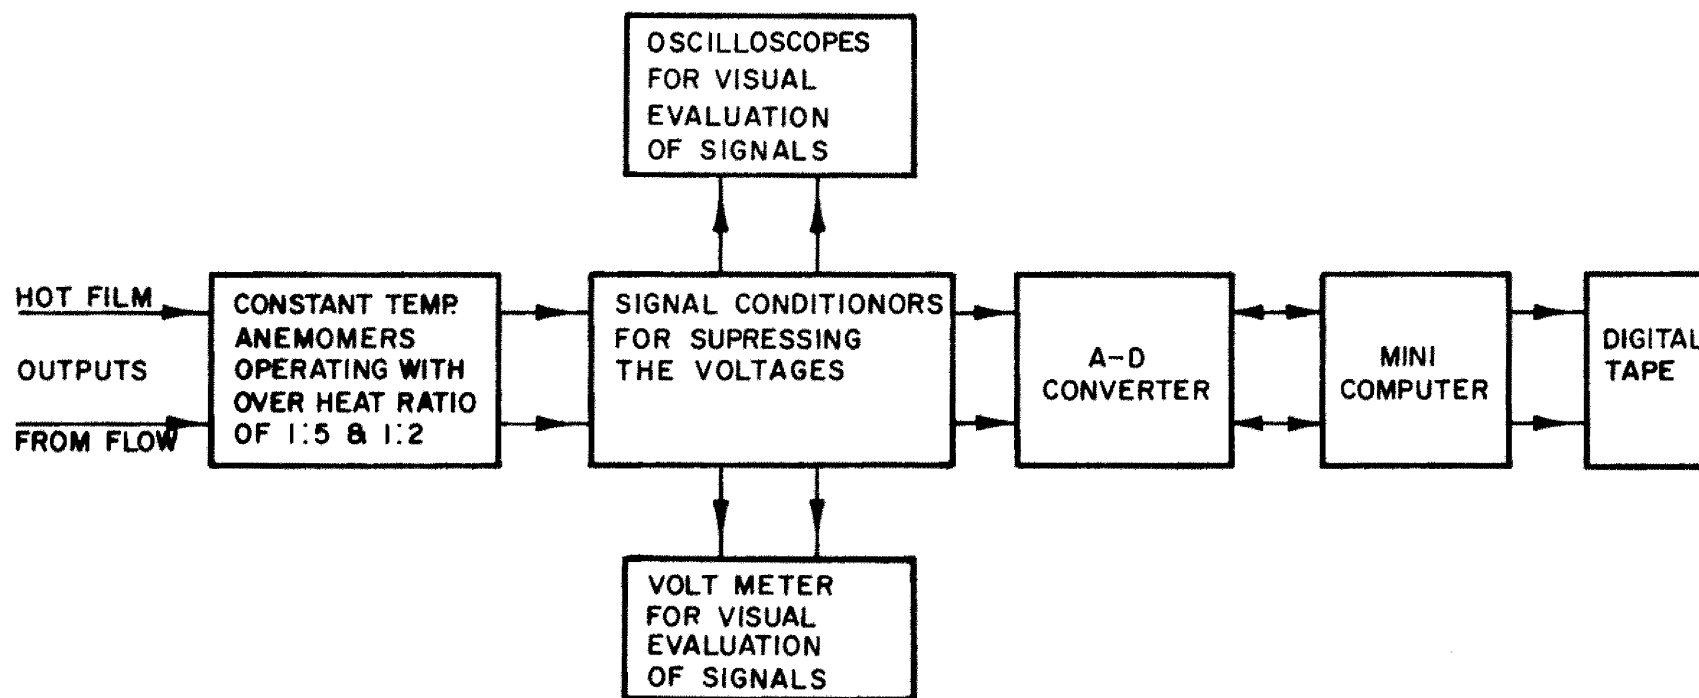 OSCILLOSCOPES
FOR VISUAL
EVALUATION
OF SIGNALS
HOT FILM
OUTPUTS
FROM FLOW
CONSTANT TEMP.
ANEMOMERS
OPERATING WITH
OVER HEAT RATIO
OF 1:5 & 1:2
SIGNAL CONDITIONORS
FOR SUPRESSING
THE VOLTAGES
A-D
CONVERTER
MINI
COMPUTER
DIGITAL
TAPE
VOLT METER
FOR VISUAL
EVALUATION
OF SIGNALS